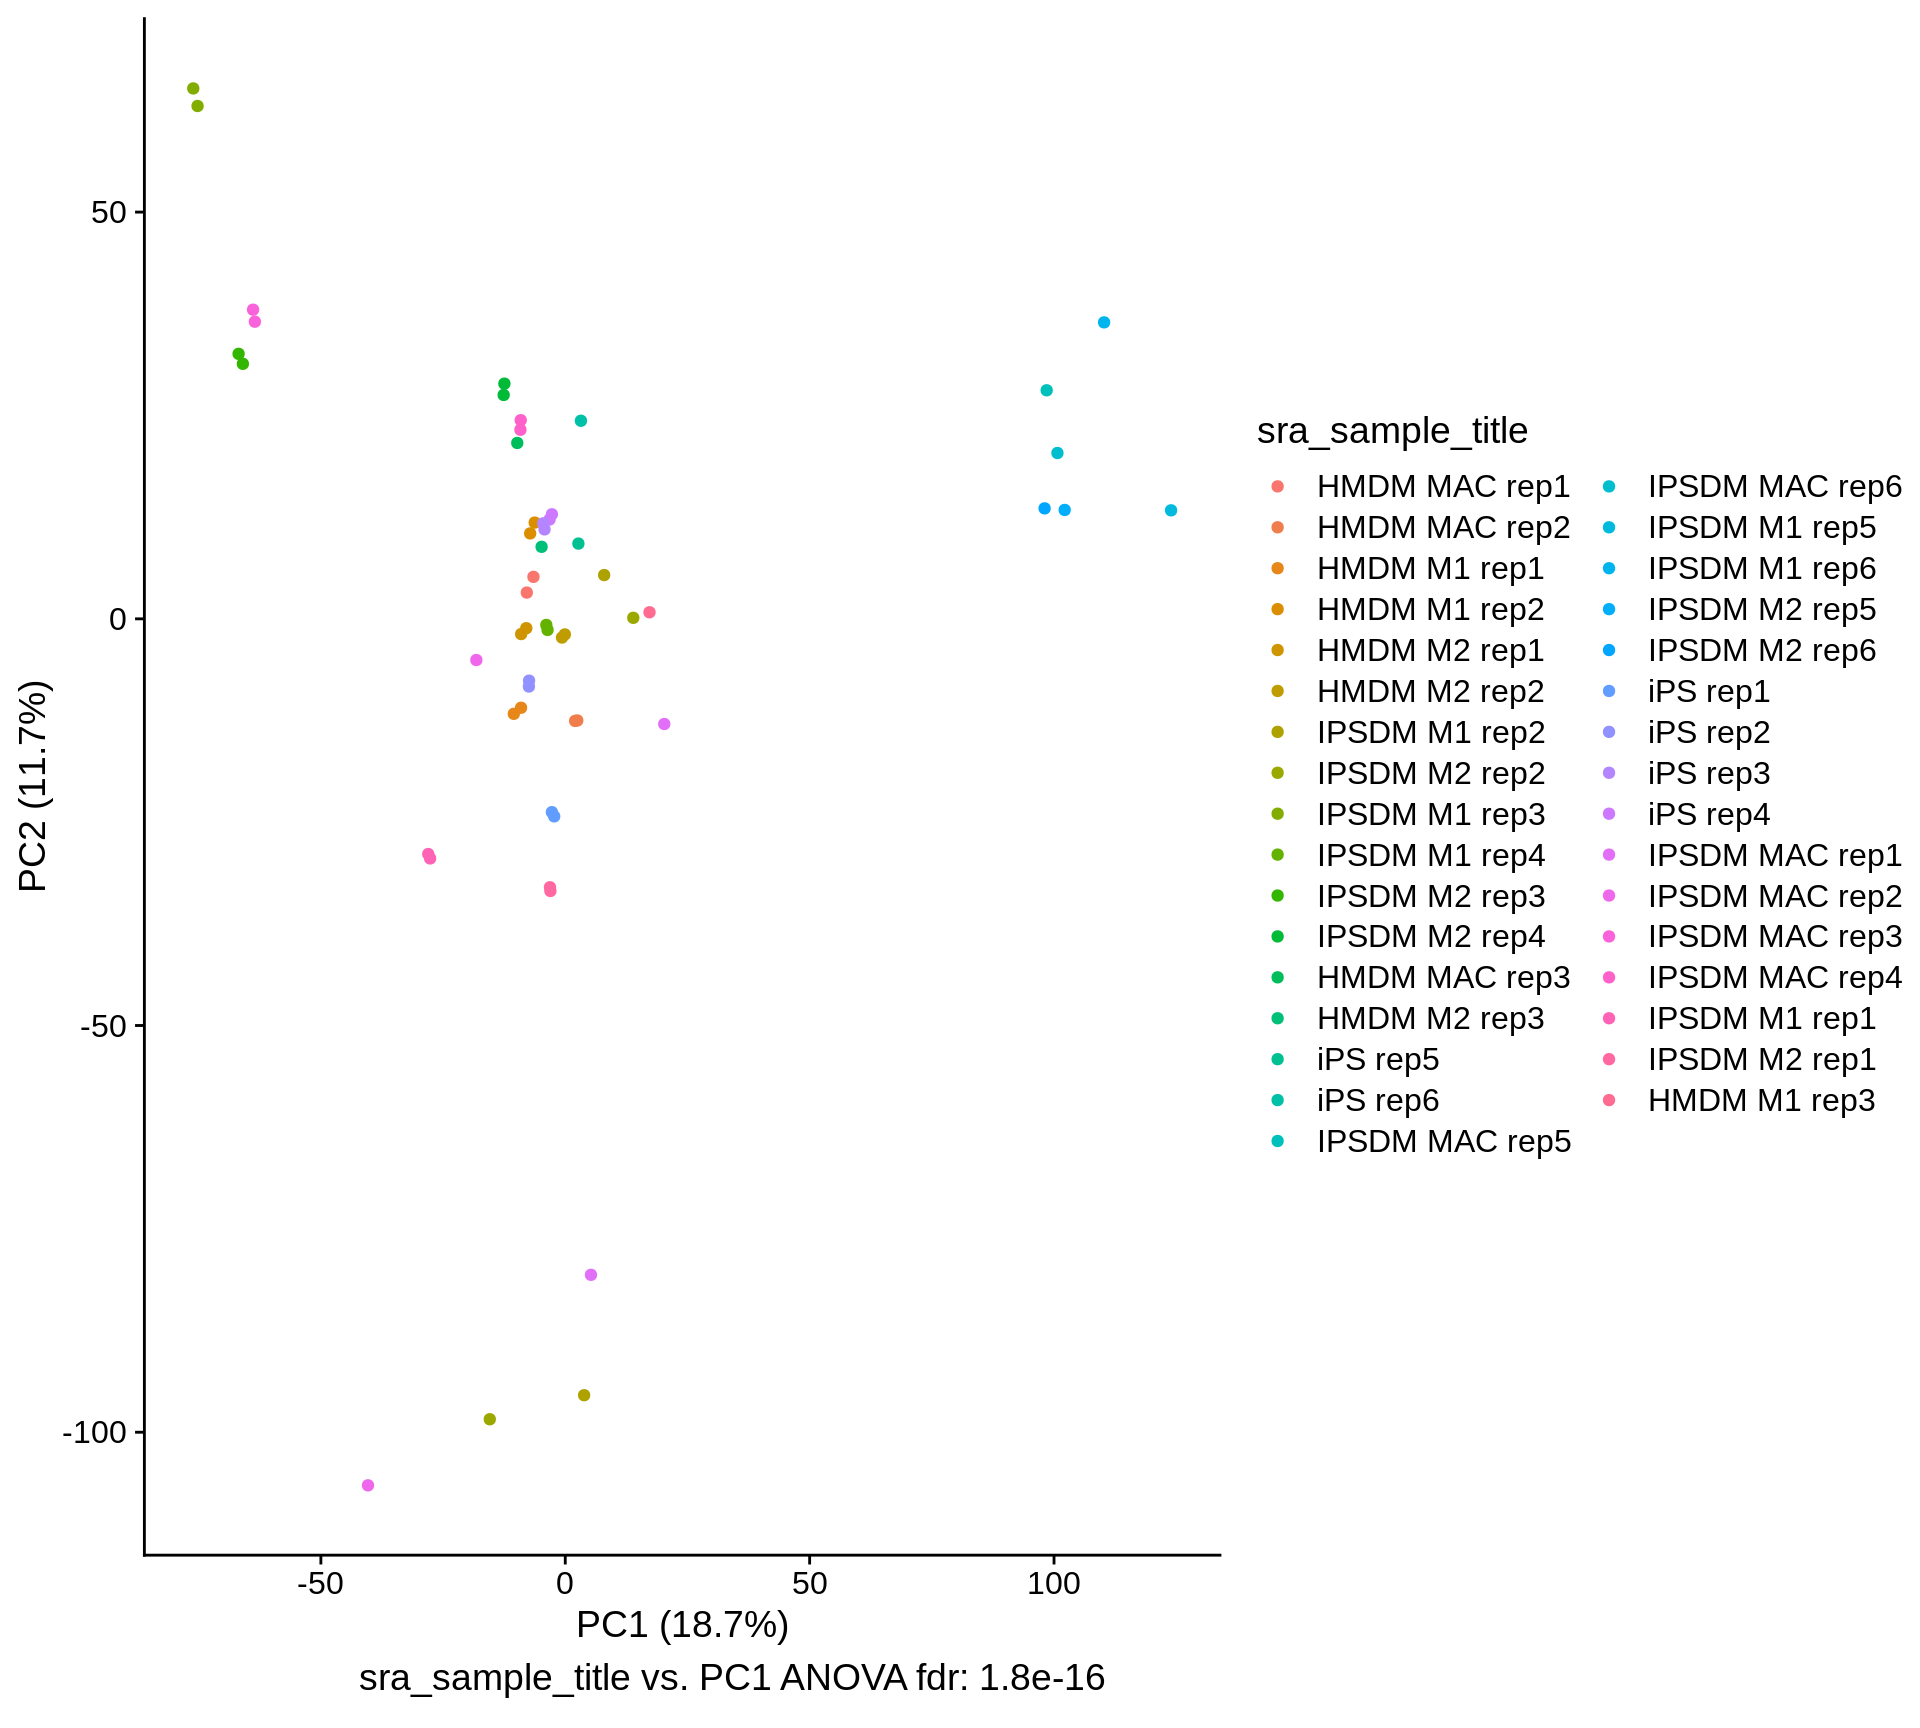 50
0
-50
-100
PC2 (11.7%)
-50
0
50
100
PC1 (18.7%)
sra_sample_title vs. PC1 ANOVA fdr: 1.8e-16
sra_sample_title
HMDM MAC rep1
HMDM MAC rep2
HMDM M1 rep1
HMDM M1 rep2
HMDM M2 rep1
HMDM M2 rep2
IPSDM M1 rep2
IPSDM M2 rep2
IPSDM M1 rep3
IPSDM M1 rep4
IPSDM M2 rep3
IPSDM M2 rep4
HMDM MAC rep3
HMDM M2 rep3
iPS rep5
iPS rep6
IPSDM MAC rep5
IPSDM MAC rep6
IPSDM M1 rep5
IPSDM M1 rep6
IPSDM M2 rep5
IPSDM M2 rep6
iPS rep1
iPS rep2
iPS rep3
iPS rep4
IPSDM MAC rep1
IPSDM MAC rep2
IPSDM MAC rep3
IPSDM MAC rep4
IPSDM M1 rep1
IPSDM M2 rep1
HMDM M1 rep3